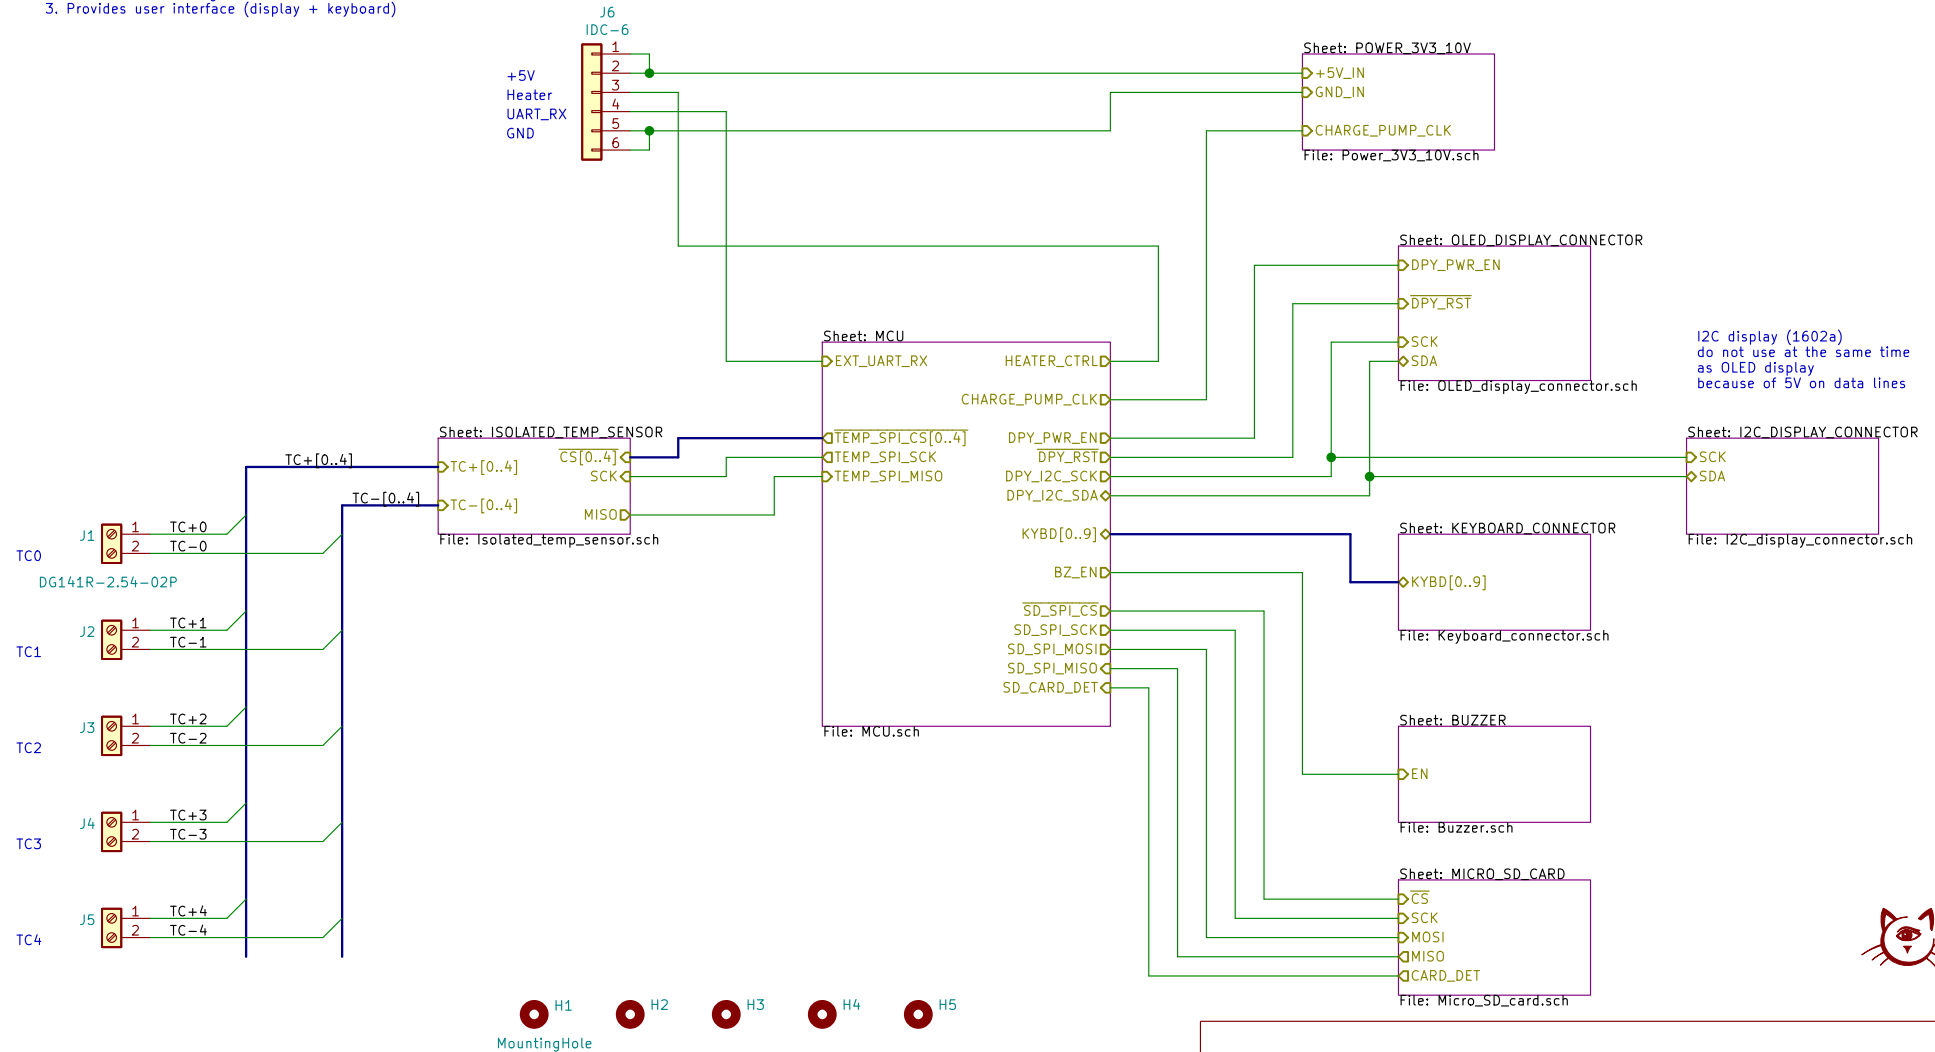 3. Provides user interface (display + keyboard)
J6
IDC-6
1
2
3
4
5
6
+5V
Heater
UART_RX
GND
Sheet: POWER_3V3_10V
+5V_IN
GND_IN
CHARGE_PUMP_CLK
File: Power_3V3_10V.sch
Sheet: OLED_DISPLAY_CONNECTOR
DPY_PWR_EN
DPY_RST
SCK
SDA
File: OLED_display_connector.sch
I2C display (1602a)
do not use at the same time
as OLED display
because of 5V on data lines
Sheet: MCU
EXT_UART_RX
TEMP_SPI_CS[0..4]
TEMP_SPI_SCK
TEMP_SPI_MISO
HEATER_CTRL
CHARGE_PUMP_CLK
DPY_PWR_EN
DPY_RST
DPY_I2C_SCK
DPY_I2C_SDA
KYBD[0..9]
BZ_EN
SD_SPI_CS
SD_SPI_SCK
SD_SPI_MOSI
SD_SPI_MISO
SD_CARD_DET
File: MCU.sch
Sheet: ISOLATED_TEMP_SENSOR
TC+[0..4]
TC-[0..4]
CS[0..4]
SCK
MISO
File: Isolated_temp_sensor.sch
TC+[0..4]
TC-[0..4]
Sheet: I2C_DISPLAY_CONNECTOR
SCK
SDA
File: I2C_display_connector.sch
Sheet: KEYBOARD_CONNECTOR
KYBD[0..9]
File: Keyboard_connector.sch
Sheet: BUZZER
EN
File: Buzzer.sch
Sheet: MICRO_SD_CARD
CS
SCK
MOSI
MISO
CARD_DET
File: Micro_SD_card.sch
TC0
J1
1
2
TC+0
TC-0
DG141R-2.54-02P
TC1
J2
1
2
TC+1
TC-1
TC2
J3
1
2
TC+2
TC-2
TC3
J4
1
2
TC+3
TC-3
TC4
J5
1
2
TC+4
TC-4
H1
H2
H3
H4
H5
MountingHole